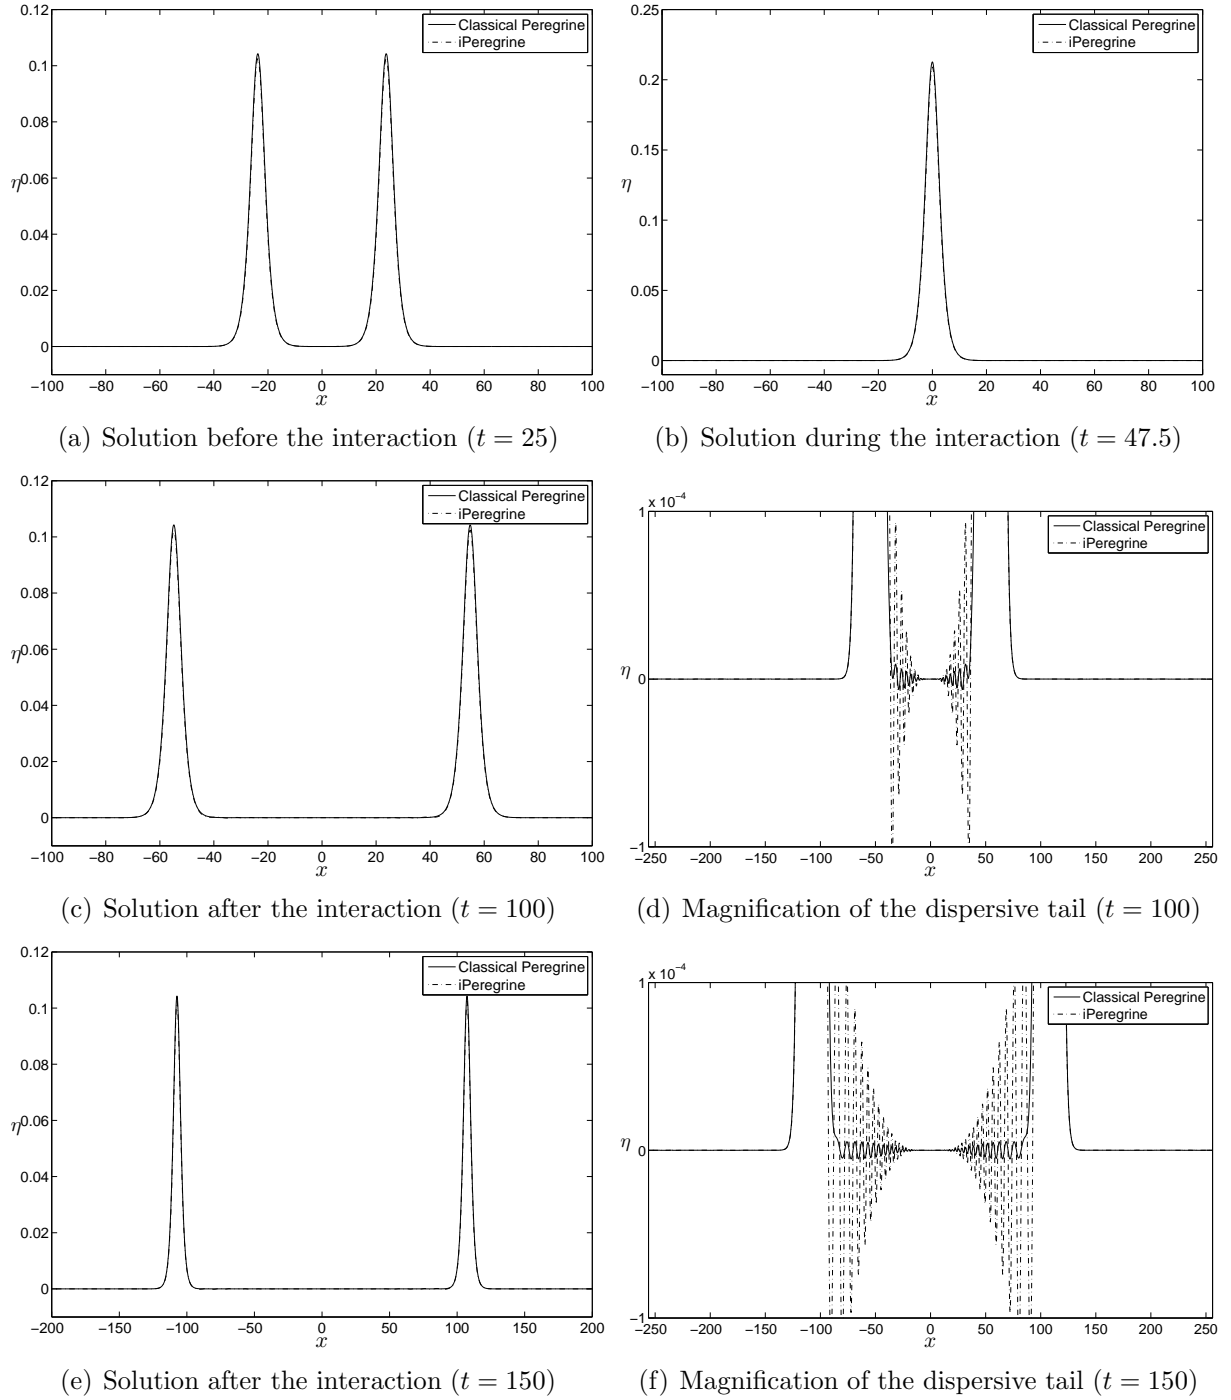 0.12
0.1
0.08
0.06
0.04
0.02
0
η
−100 −80 −60 −40 −20 0 20 40 60 80 100
x
Classical Peregrine
iPeregrine
(a) Solution before the interaction (t = 25)
0.25
0.2
0.15
0.1
0.05
0
η
−100 −80 −60 −40 −20 0 20 40 60 80 100
x
Classical Peregrine
iPeregrine
(b) Solution during the interaction (t = 47.5)
0.12
0.1
0.08
0.06
0.04
0.02
0
η
−100 −80 −60 −40 −20 0 20 40 60 80 100
x
Classical Peregrine
iPeregrine
(c) Solution after the interaction (t = 100)
x 10⁻⁴
1
0
−1
η
−250 −200 −150 −100 −50 0 50 100 150 200 250
x
Classical Peregrine
iPeregrine
(d) Magnification of the dispersive tail (t = 100)
0.12
0.1
0.08
0.06
0.04
0.02
0
η
−200 −150 −100 −50 0 50 100 150 200
x
Classical Peregrine
iPeregrine
(e) Solution after the interaction (t = 150)
x 10⁻⁴
1
0
−1
η
−250 −200 −150 −100 −50 0 50 100 150 200 250
x
Classical Peregrine
iPeregrine
(f) Magnification of the dispersive tail (t = 150)